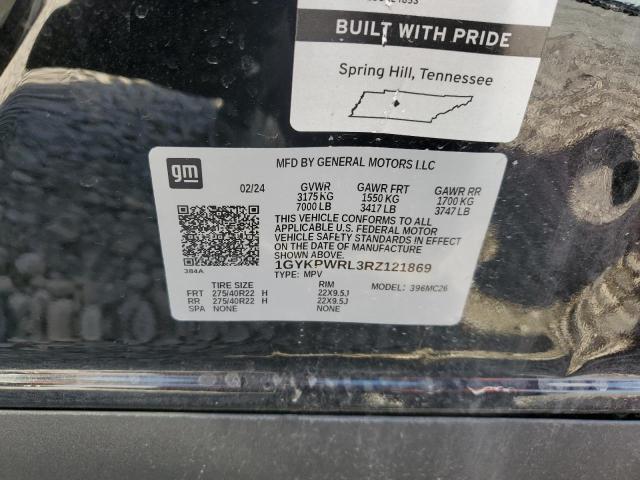 BUILT WITH PRIDE
Spring Hill, Tennessee
gm
MFD BY GENERAL MOTORS LLC
02/24 GVWR GAWR FRT GAWR RR
3175 KG 1550 KG 1700 KG
7000 LB 3417 LB 3747 LB
THIS VEHICLE CONFORMS TO ALL
APPLICABLE U.S. FEDERAL MOTOR
VEHICLE SAFETY STANDARDS IN EFFECT
ON THE DATE OF MANUFACTURE
SHOWN ABOVE.
1GYKPWRL3RZ121869
384A
TYPE: MPV MODEL: 396MC26
TIRE SIZE RIM
FRT 275/40R22 H 22X9.5J
RR 275/40R22 H 22X9.5J
SPA NONE NONE